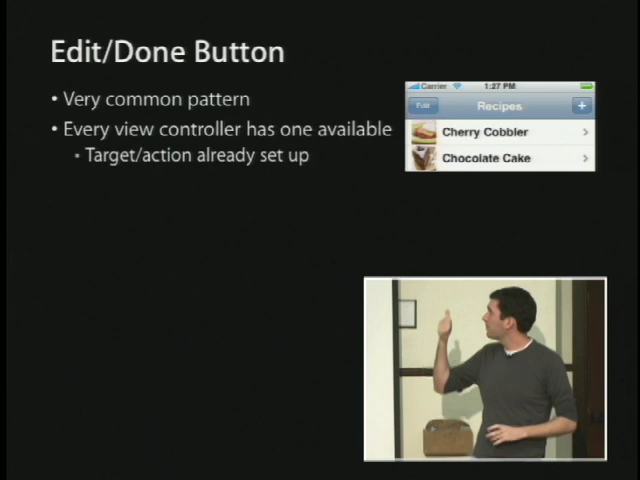 Edit/Done Button
• Very common pattern
• Every view controller has one available
▪ Target/action already set up
Carrier 1:27 PM
Edit Recipes +
Cherry Cobbler >
Chocolate Cake >